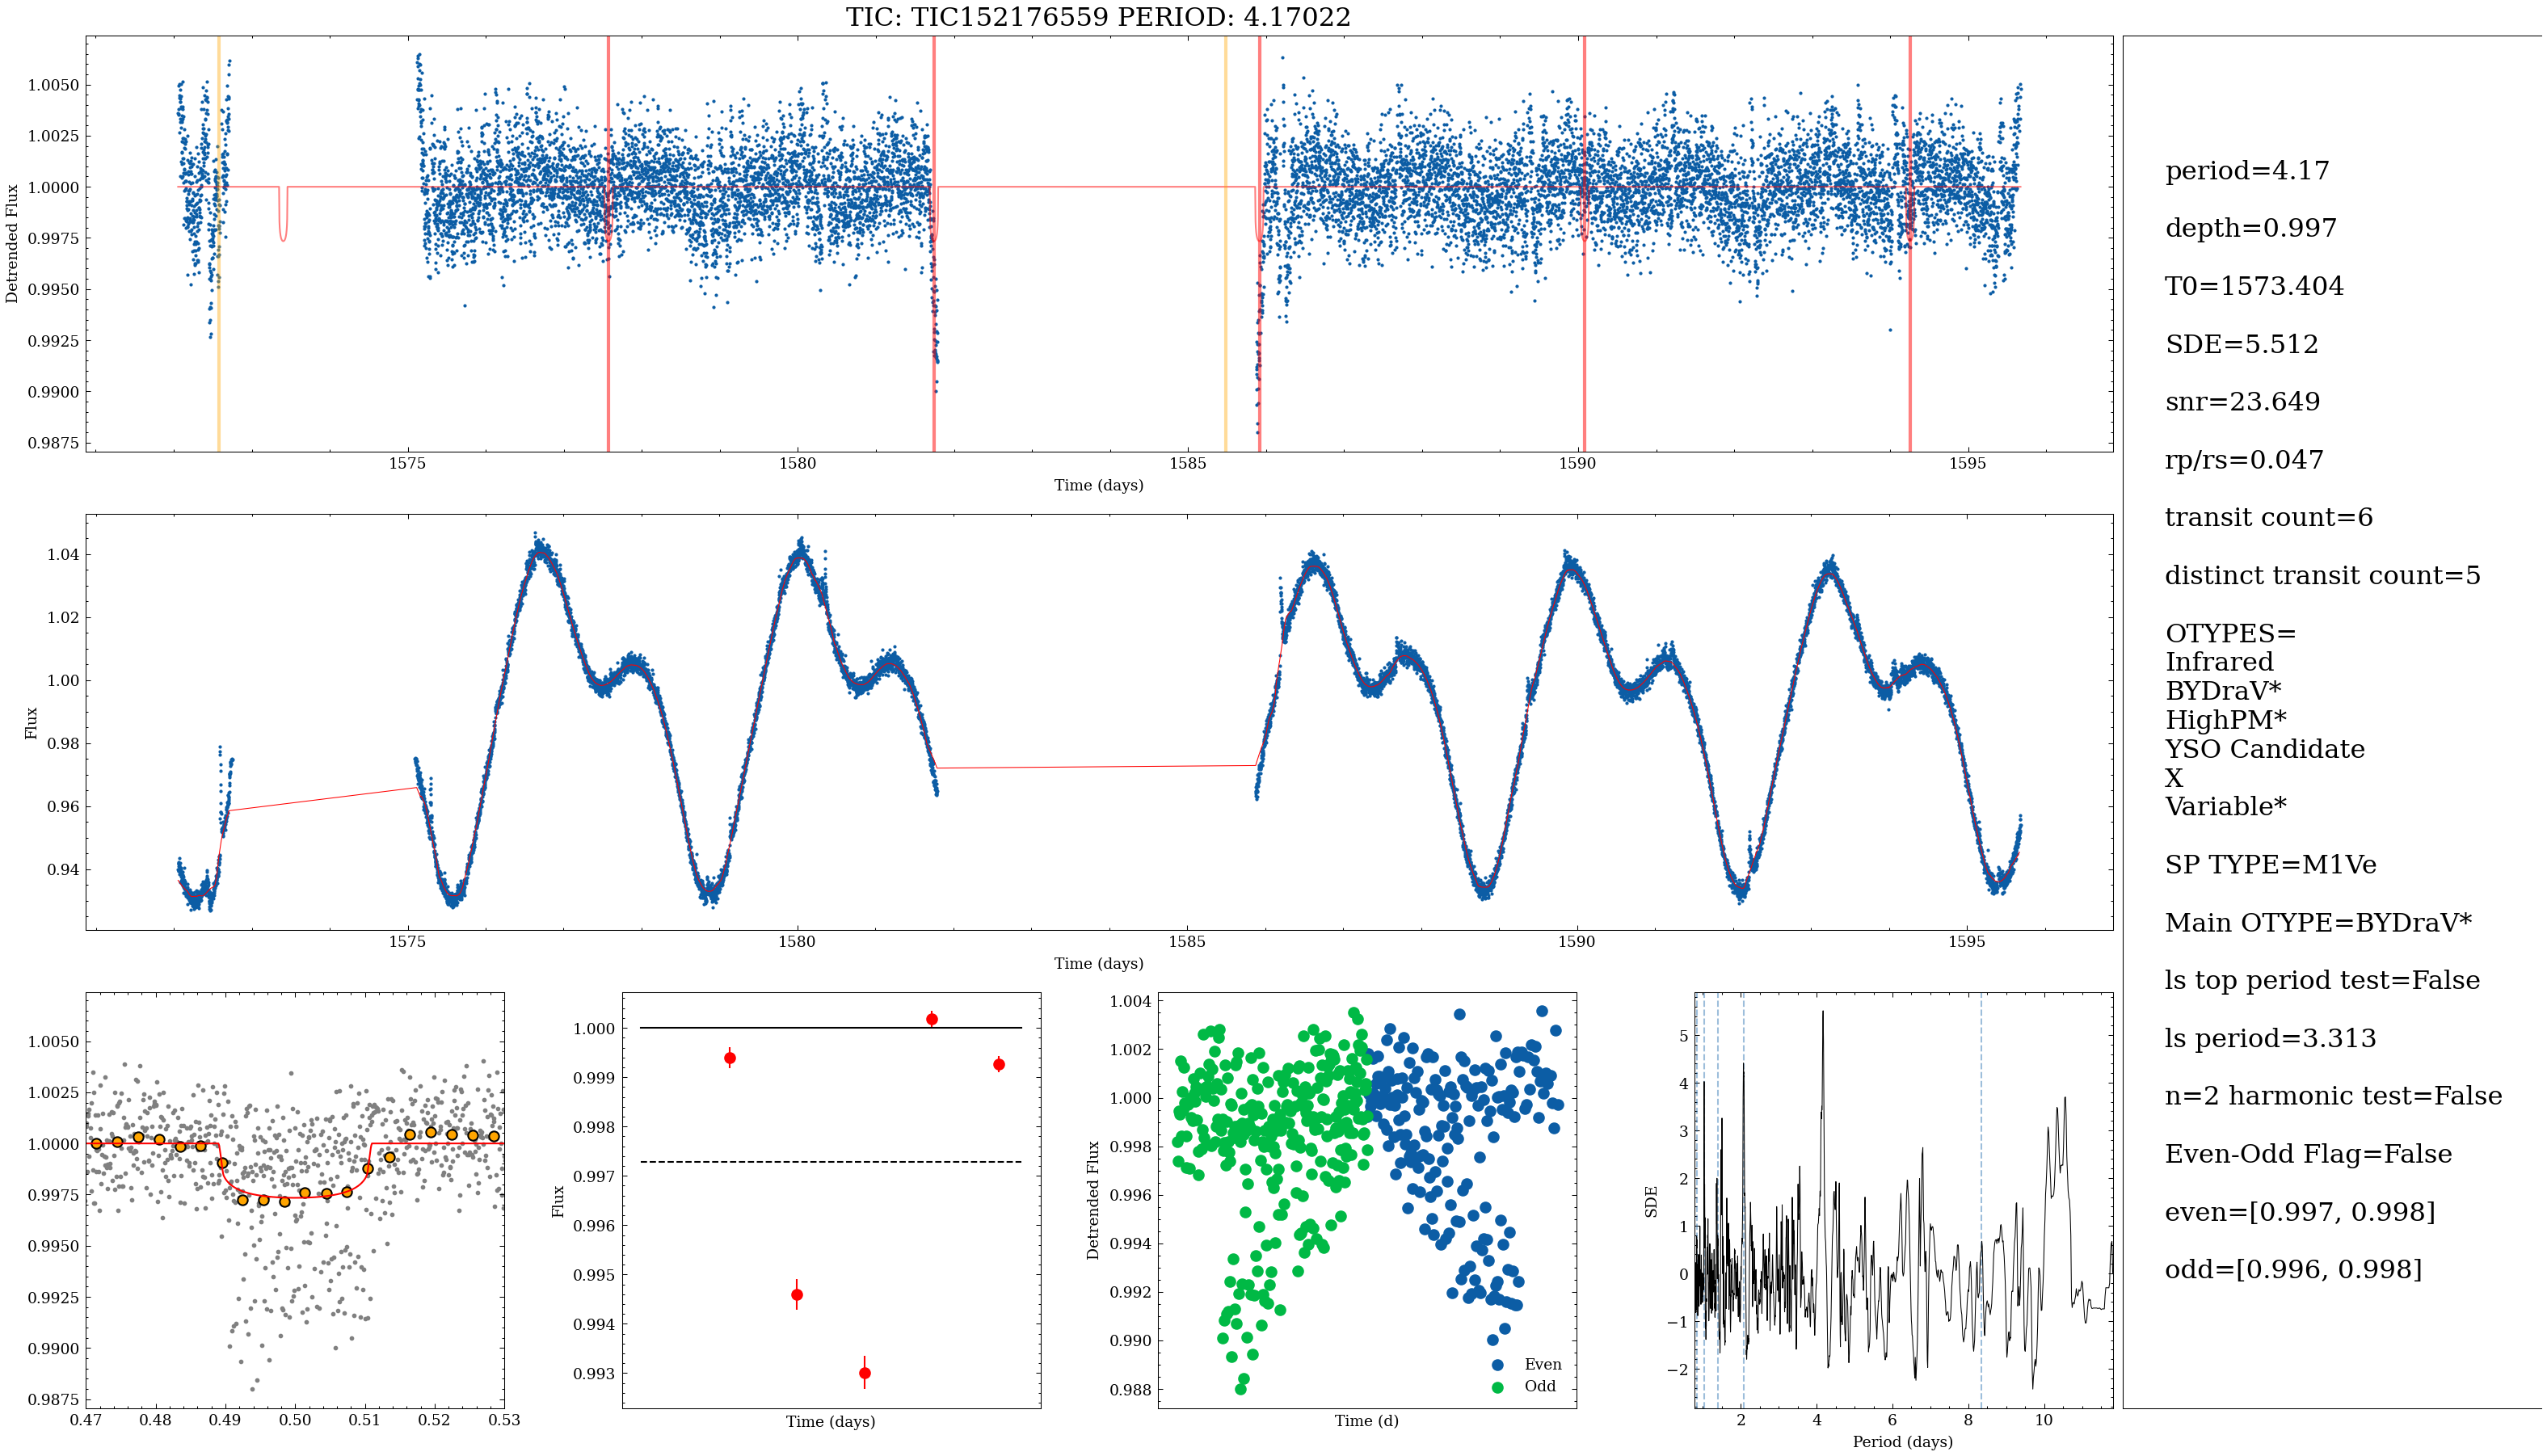 TIC: TIC152176559 PERIOD: 4.17022
1.0050
1.0025
1.0000
0.9975
0.9950
0.9925
0.9900
0.9875
Detrended Flux
1575
1580
1585
1590
1595
Time (days)
1.04
1.02
1.00
0.98
0.96
0.94
Flux
1575
1580
1585
1590
1595
Time (days)
1.0050
1.0025
1.0000
0.9975
0.9950
0.9925
0.9900
0.9875
0.47
0.48
0.49
0.50
0.51
0.52
0.53
1.000
0.999
0.998
0.997
0.996
0.995
0.994
0.993
Flux
Time (days)
1.004
1.002
1.000
0.998
0.996
0.994
0.992
0.990
0.988
Detrended Flux
Even
Odd
Time (d)
5
4
3
2
1
0
−1
−2
SDE
2
4
6
8
10
Period (days)
period=4.17
depth=0.997
T0=1573.404
SDE=5.512
snr=23.649
rp/rs=0.047
transit count=6
distinct transit count=5
OTYPES=
Infrared
BYDraV*
HighPM*
YSO Candidate
X
Variable*
SP TYPE=M1Ve
Main OTYPE=BYDraV*
ls top period test=False
ls period=3.313
n=2 harmonic test=False
Even-Odd Flag=False
even=[0.997, 0.998]
odd=[0.996, 0.998]